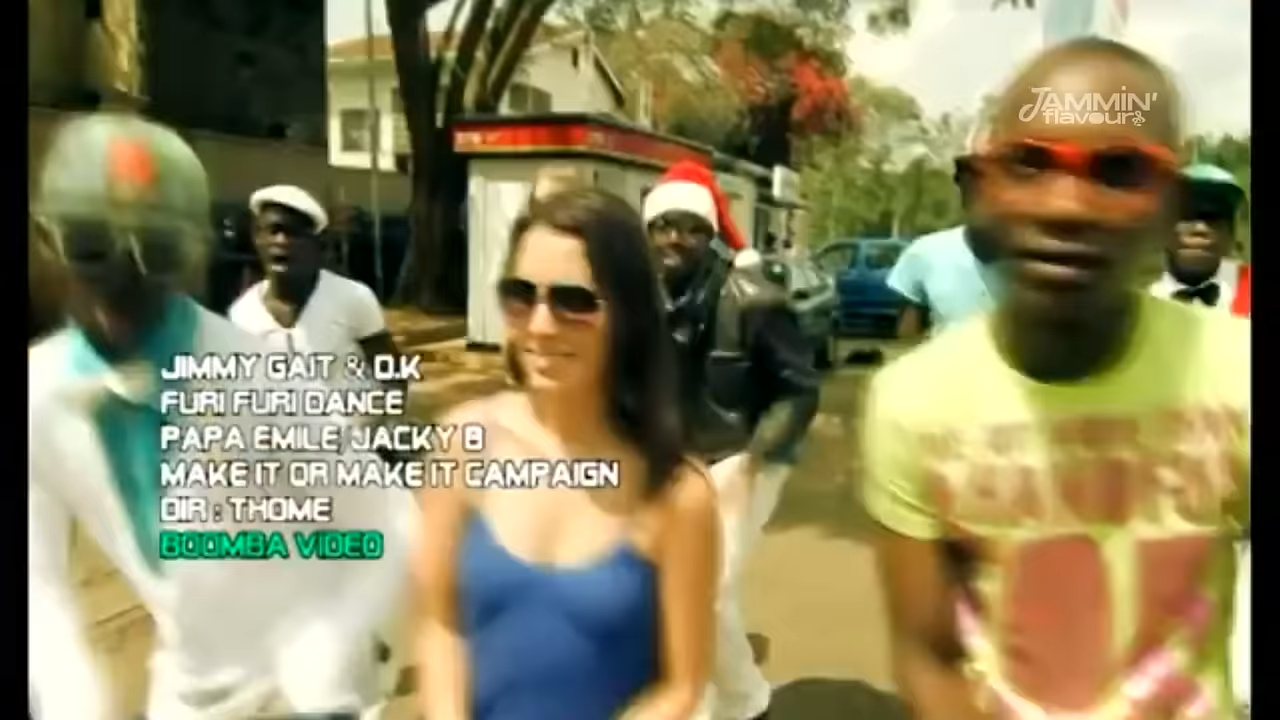 JAMMIN'
flavours
JIMMY GAIT & D.K
FURI FURI DANCE
PAPA EMILE, JACKY B
MAKE IT OR MAKE IT CAMPAIGN
DIR : THOME
BOOMBA VIDEO